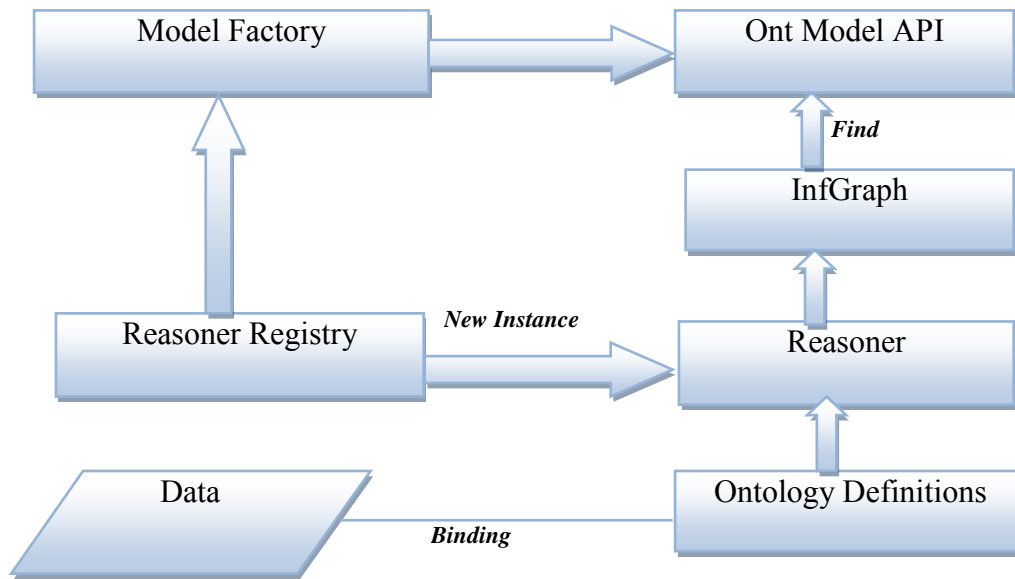 Model Factory
Ont Model API
Find
InfGraph
Reasoner Registry
New Instance
Reasoner
Data
Binding
Ontology Definitions